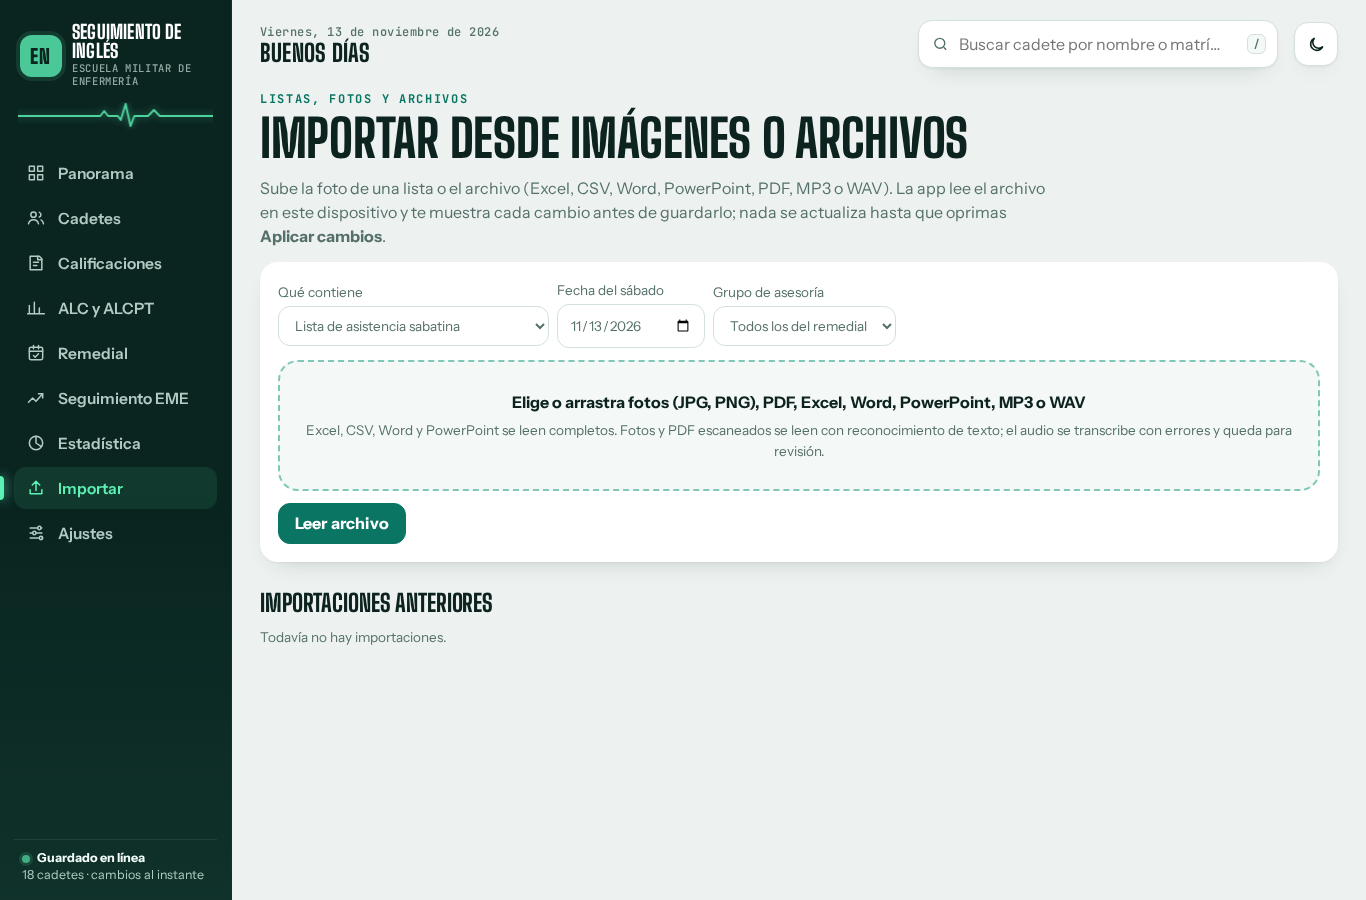 EN
SEGUIMIENTO DE
INGLÉS
ESCUELA MILITAR DE
ENFERMERÍA
Panorama
Cadetes
Calificaciones
ALC y ALCPT
Remedial
Seguimiento EME
Estadística
Importar
Ajustes
Guardado en línea
18 cadetes · cambios al instante
Viernes, 13 de noviembre de 2026
BUENOS DÍAS
Buscar cadete por nombre o matrí...
/
LISTAS, FOTOS Y ARCHIVOS
IMPORTAR DESDE IMÁGENES O ARCHIVOS
Sube la foto de una lista o el archivo (Excel, CSV, Word, PowerPoint, PDF, MP3 o WAV). La app lee el archivo
en este dispositivo y te muestra cada cambio antes de guardarlo; nada se actualiza hasta que oprimas
Aplicar cambios.
Qué contiene
Lista de asistencia sabatina
Fecha del sábado
11/13/2026
Grupo de asesoría
Todos los del remedial
Elige o arrastra fotos (JPG, PNG), PDF, Excel, Word, PowerPoint, MP3 o WAV
Excel, CSV, Word y PowerPoint se leen completos. Fotos y PDF escaneados se leen con reconocimiento de texto; el audio se transcribe con errores y queda para
revisión.
Leer archivo
IMPORTACIONES ANTERIORES
Todavía no hay importaciones.